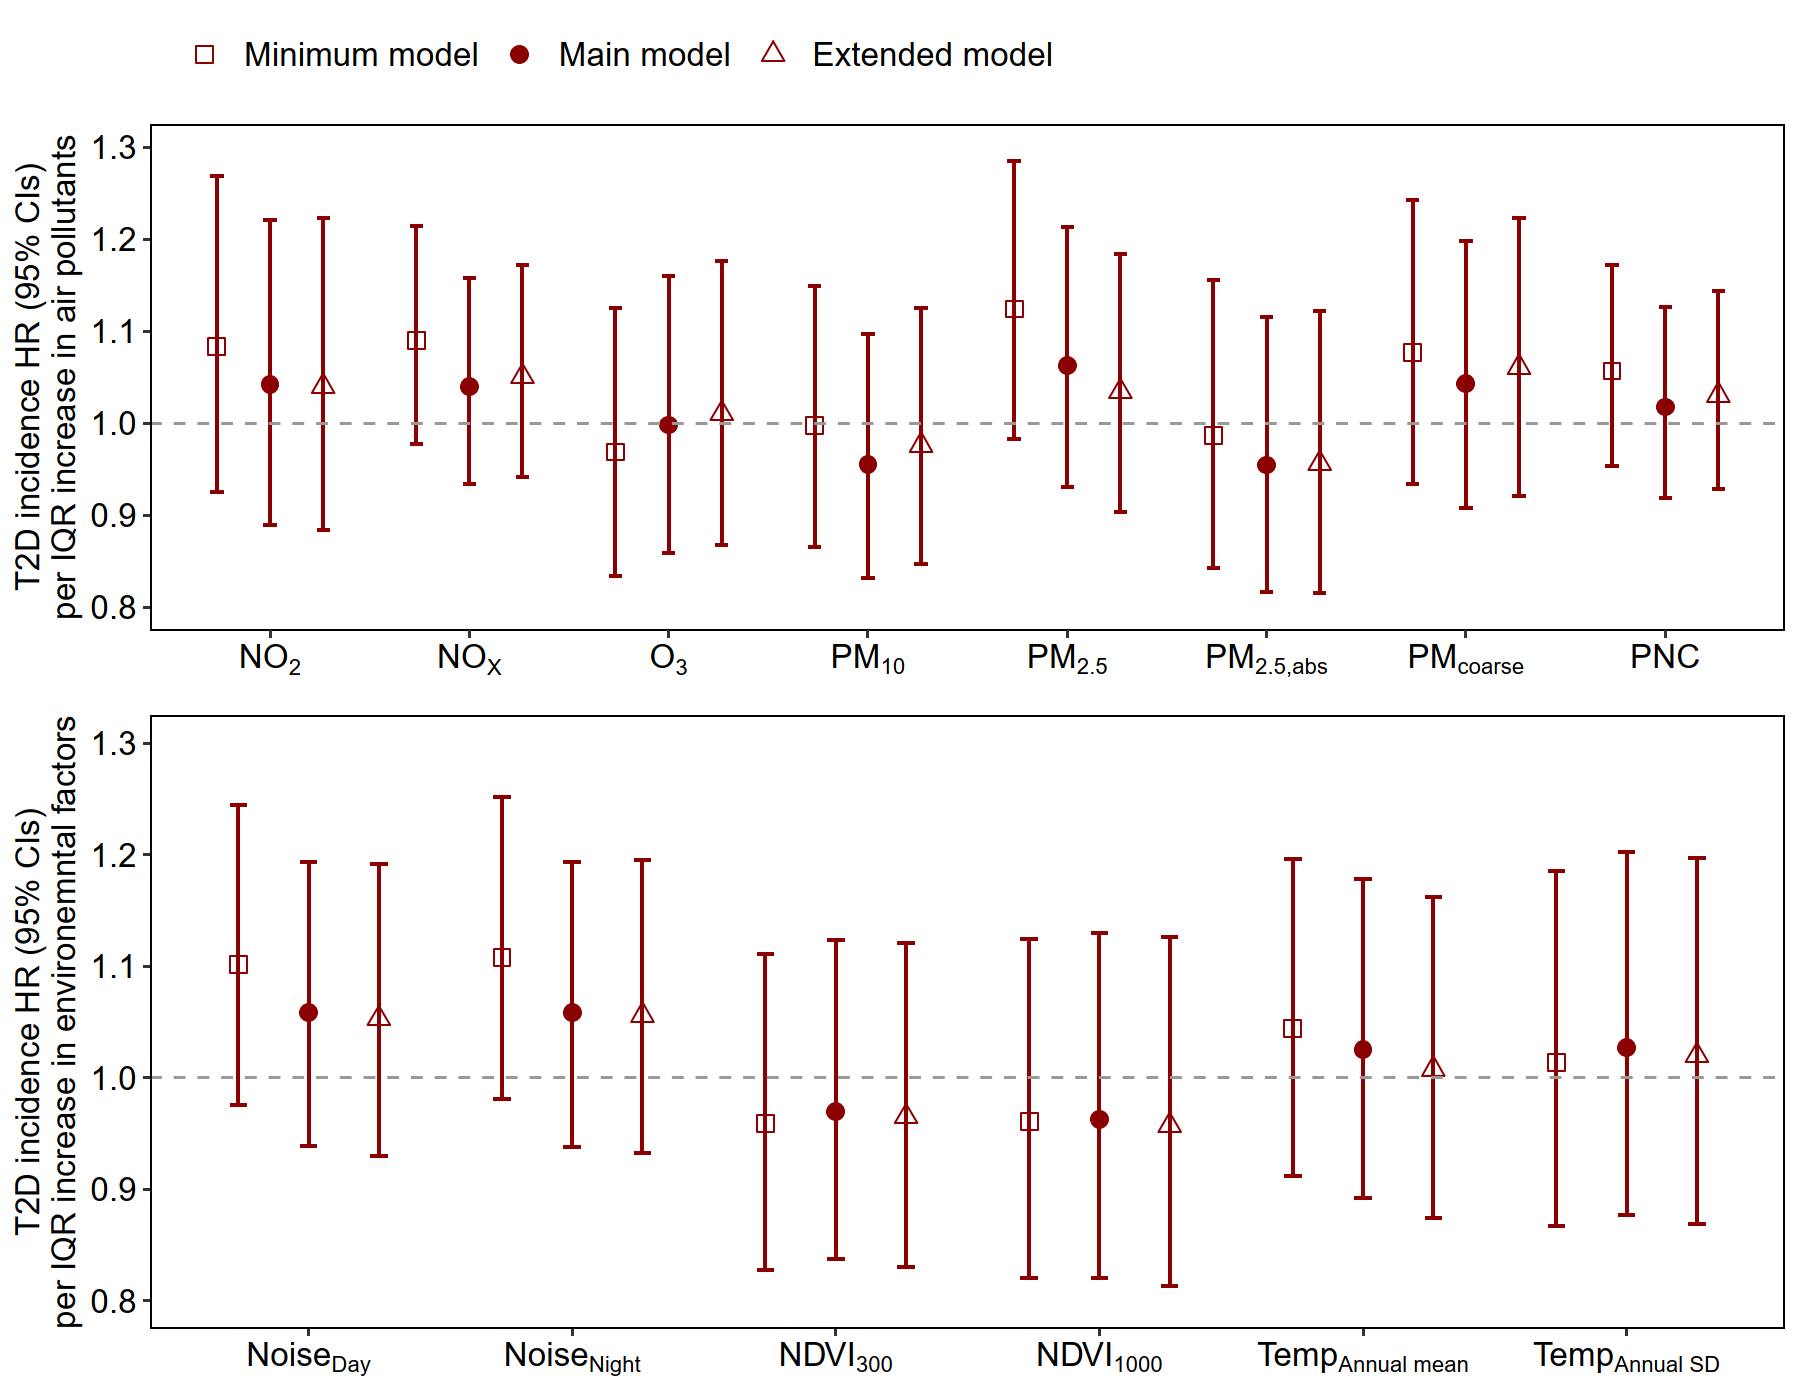 Minimum model Main model Extended model
T2D incidence HR (95% CIs)
per IQR increase in air pollutants
1.3
1.2
1.1
1.0
0.9
0.8
NO2 NOX O3 PM10 PM2.5 PM2.5,abs PMcoarse PNC
T2D incidence HR (95% CIs)
per IQR increase in environemntal factors
1.3
1.2
1.1
1.0
0.9
0.8
NoiseDay NoiseNight NDVI300 NDVI1000 TempAnnual mean TempAnnual SD